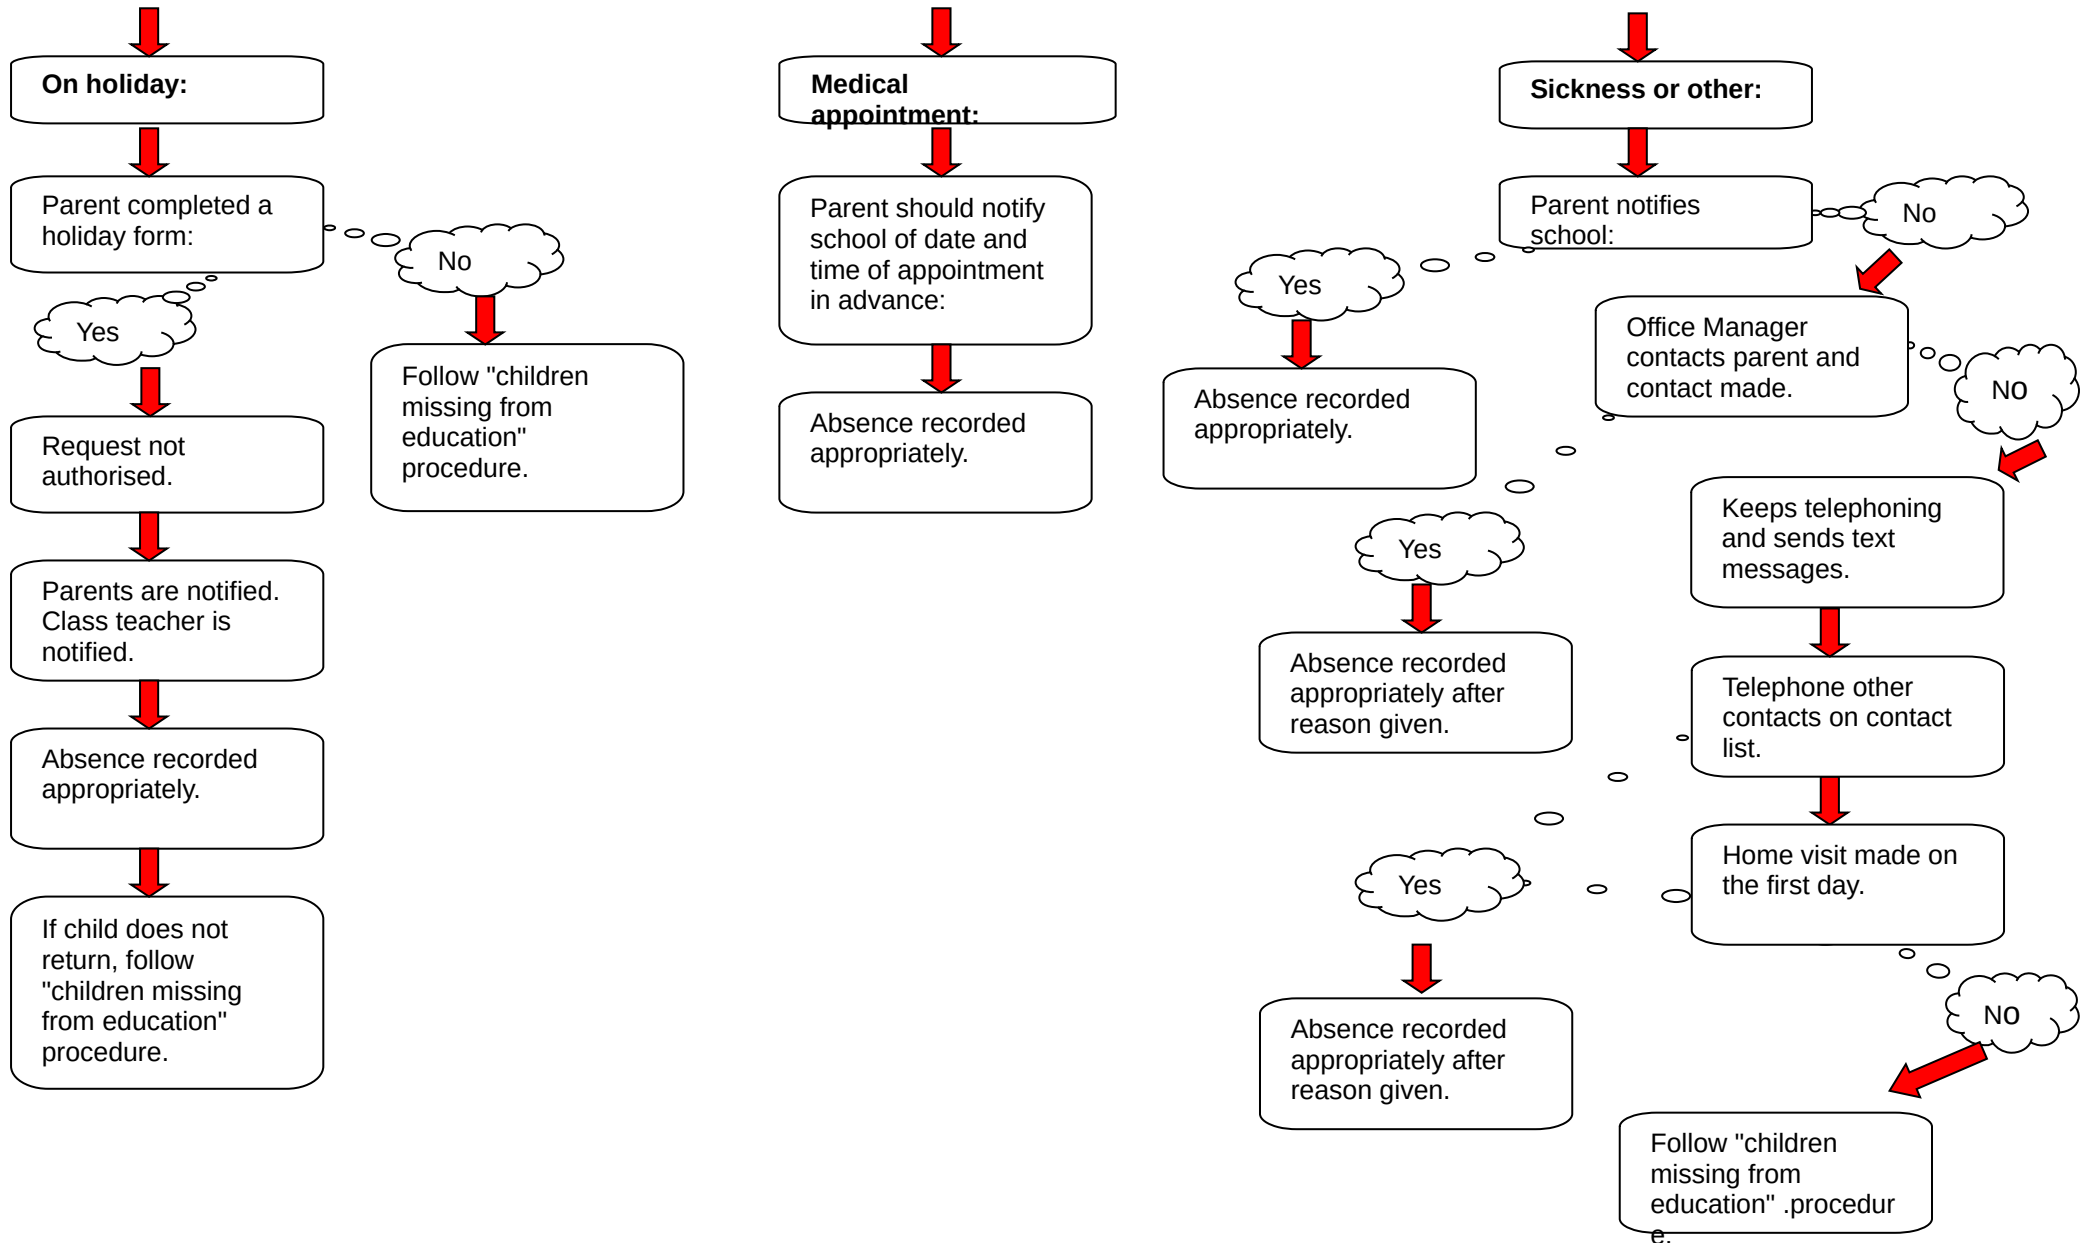 On holiday:
Parent completed a
holiday form:
No
Yes
Follow "children
missing from
education"
procedure.
Request not
authorised.
Parents are notified.
Class teacher is
notified.
Absence recorded
appropriately.
If child does not
return, follow
"children missing
from education"
procedure.
Medical
appointment:
Parent should notify
school of date and
time of appointment
in advance:
Absence recorded
appropriately.
Sickness or other:
Parent notifies
school:
No
Yes
Absence recorded
appropriately.
Office Manager
contacts parent and
contact made.
No
Yes
Absence recorded
appropriately after
reason given.
Keeps telephoning
and sends text
messages.
Telephone other
contacts on contact
list.
Home visit made on
the first day.
Yes
Absence recorded
appropriately after
reason given.
No
Follow "children
missing from
education" .procedur
e.